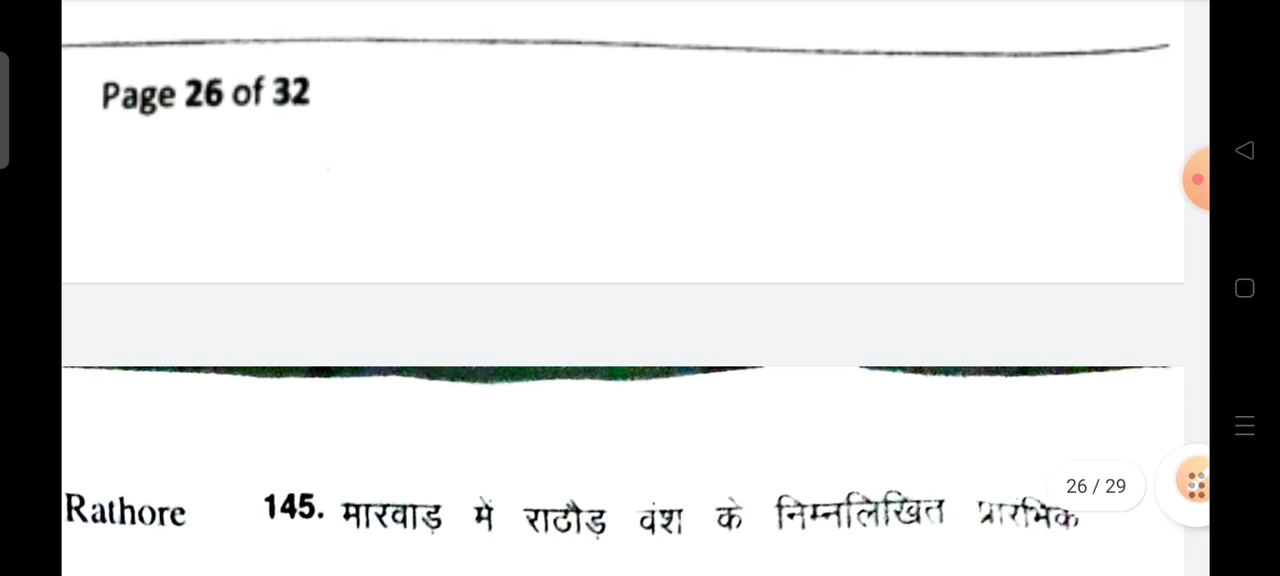 Page 26 of 32
26 / 29
Rathore 145. मारवाड़ में राठौड़ वंश के निम्नलिखित प्रारंभिक